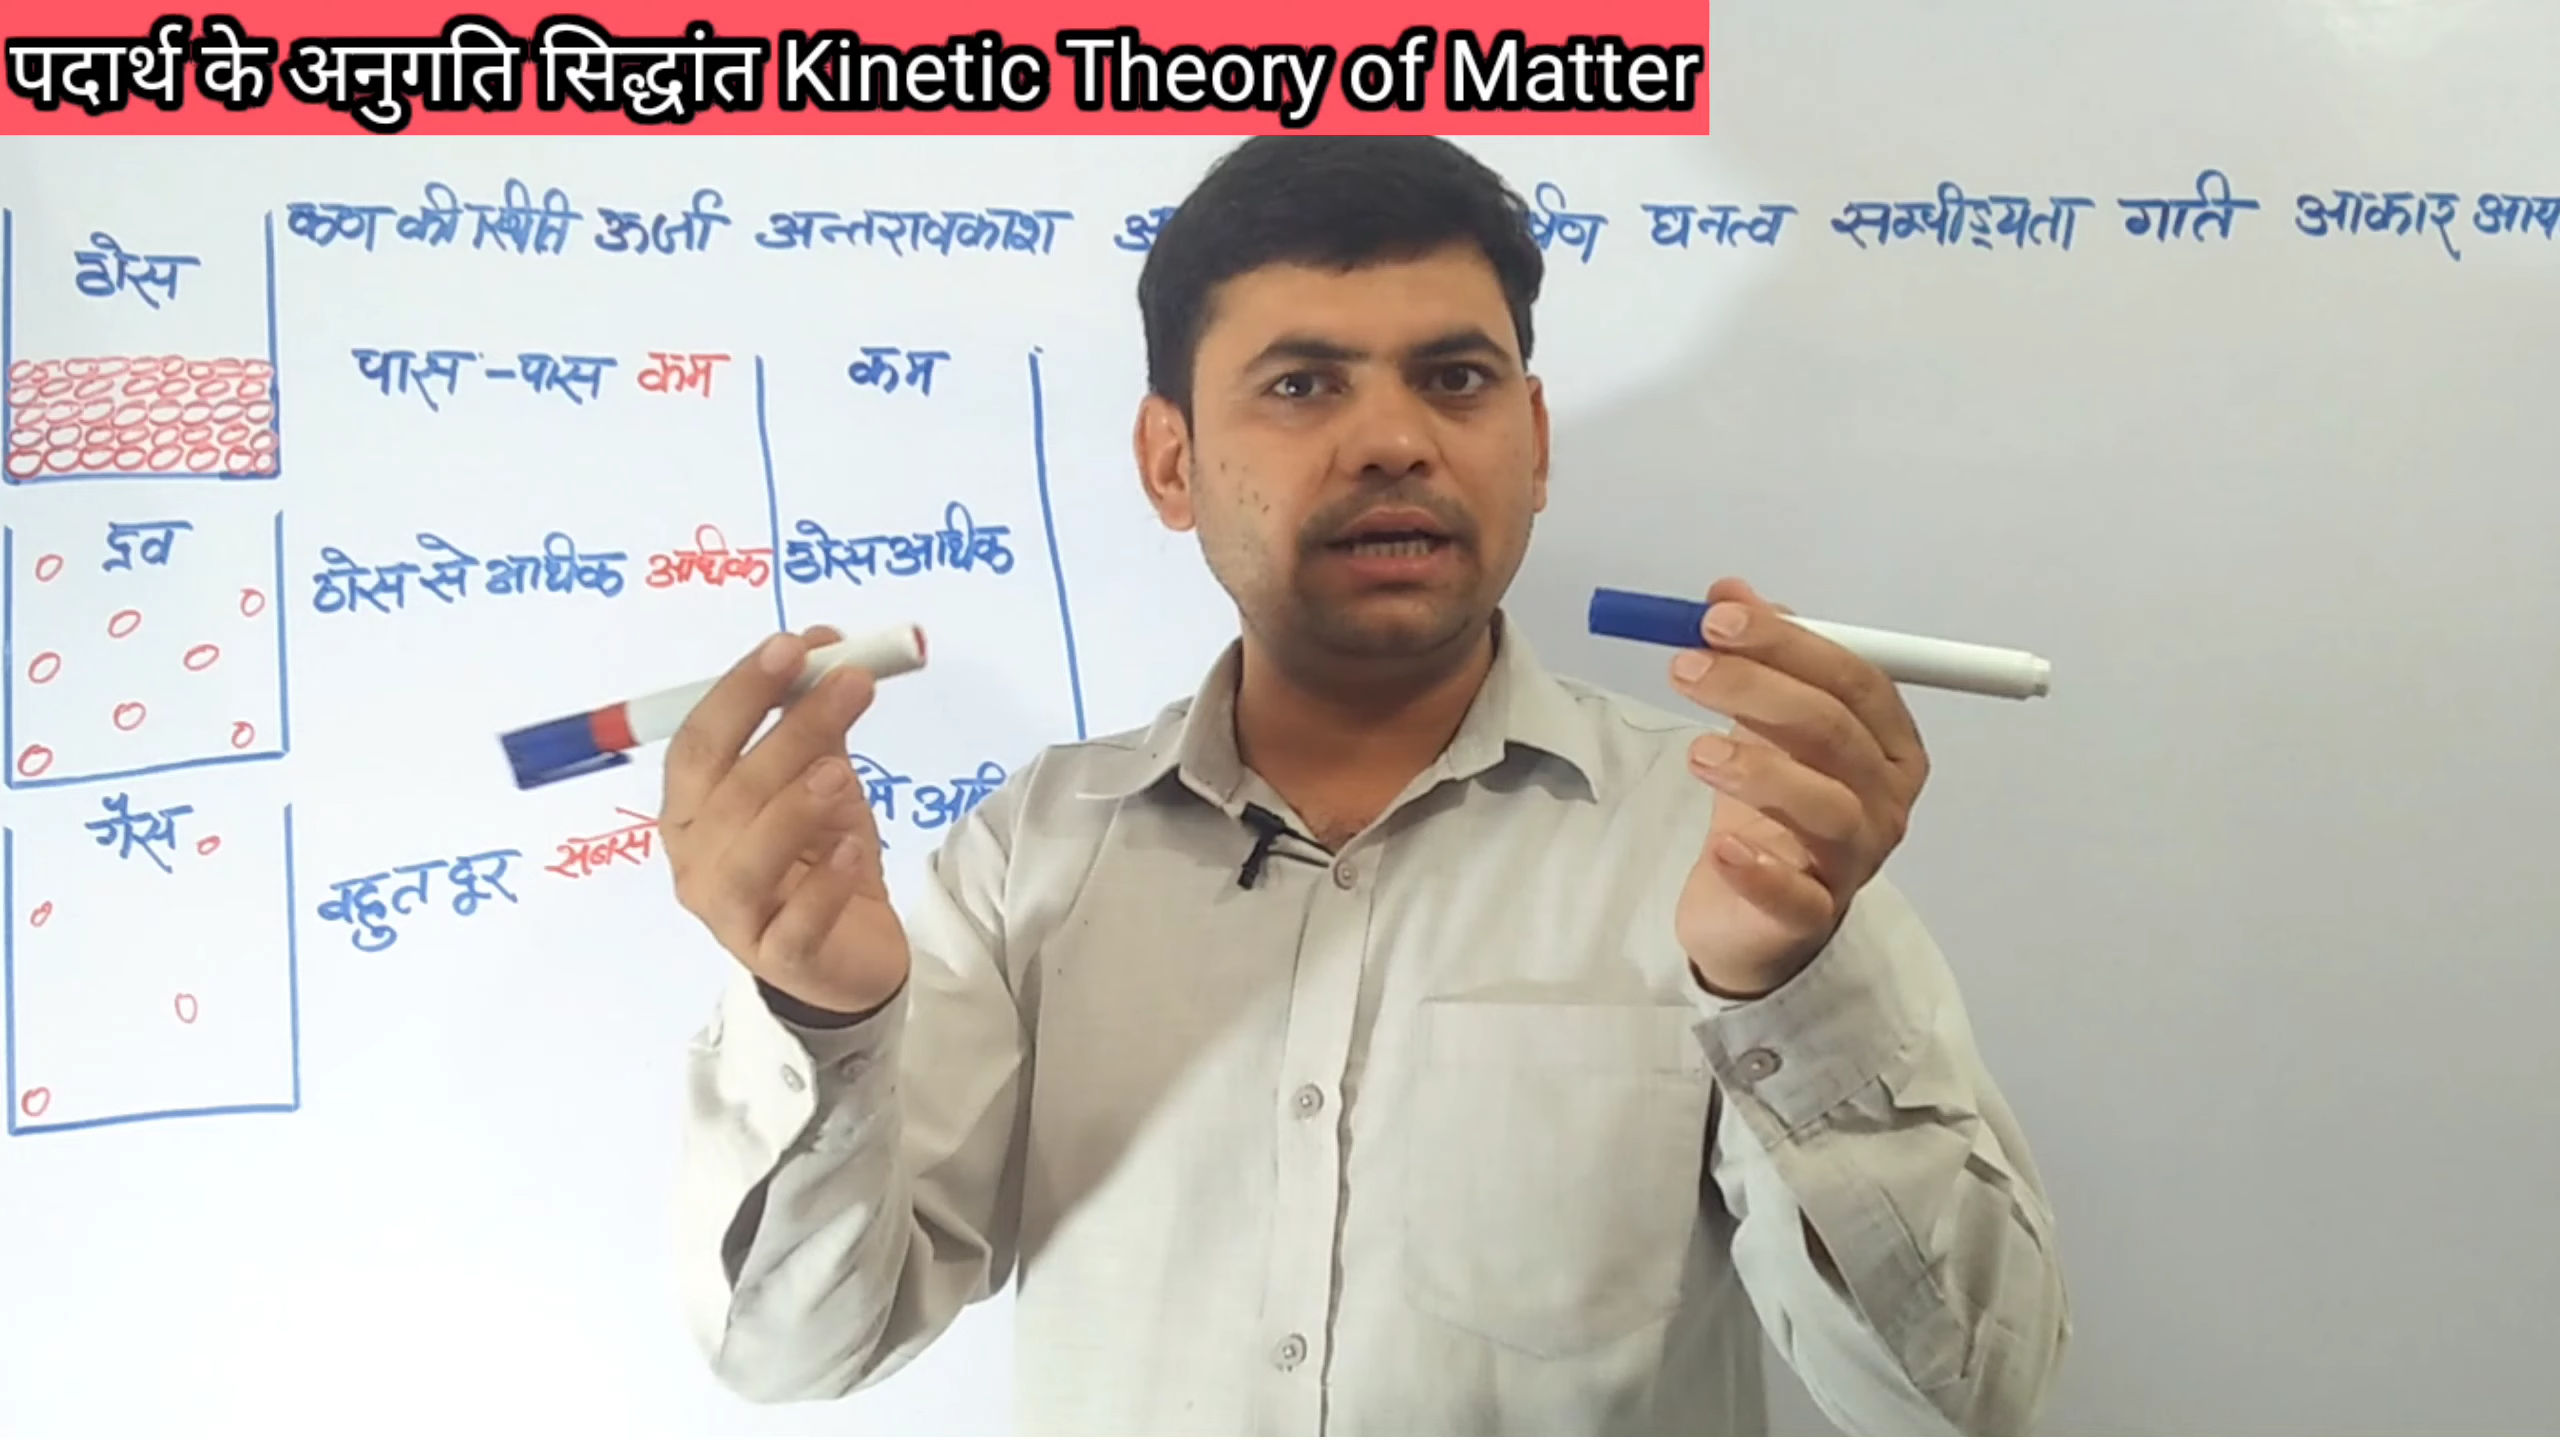 पदार्थ के अनुगति सिद्धांत Kinetic Theory of Matter
कण की स्थिति ऊर्जा अन्तरावकाश घनत्व सम्पीड्यता गति आकार
ठोस
पास-पास कम कम
द्रव
ठोस से अधिक अधिक ठोस अधिक
गैस
बहुत दूर सबसे